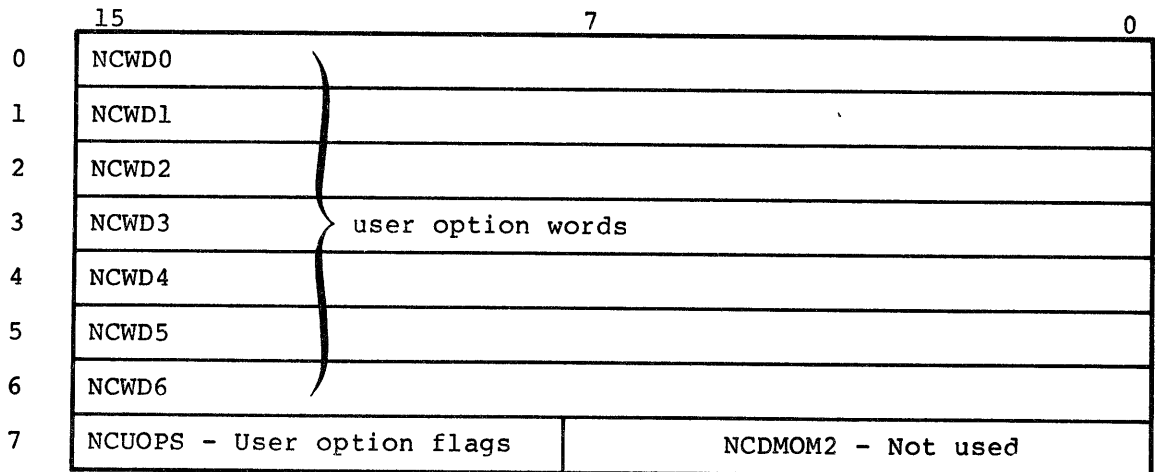 15 7 0
0 NCWD0
1 NCWD1
2 NCWD2
3 NCWD3 user option words
4 NCWD4
5 NCWD5
6 NCWD6
7 NCUOPS - User option flags NCDMOM2 - Not used